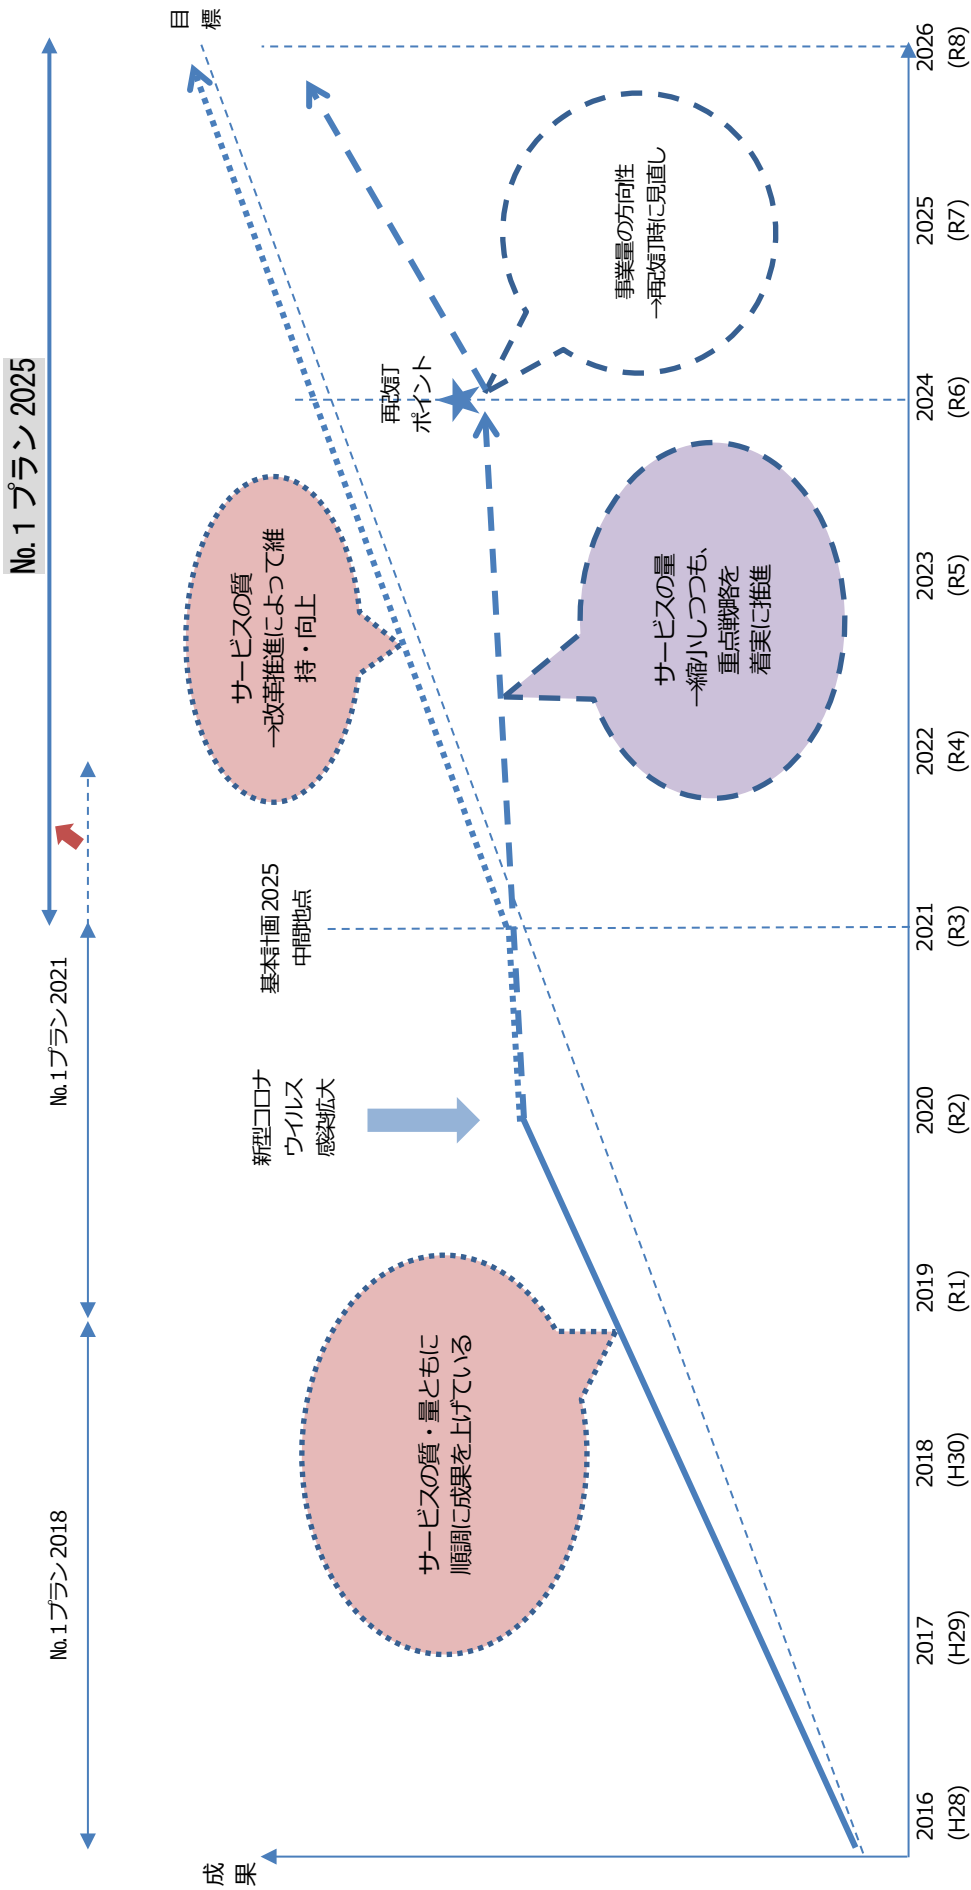 No.１ プラン 2025
No.1プラン 2018
No.1プラン 2021
成
果
目
標
サービスの質・量ともに
順調に成果を上げている
新型コロナ
ウイルス
感染拡大
基本計画 2025
中間地点
サービスの質
→改革推進によって維
持・向上
再改訂
ポイント
サービスの量
→縮小しつつも、
重点戦略を
着実に推進
事業量の方向性
→再改訂時に見直し
2016
(H28)
2017
(H29)
2018
(H30)
2019
(R1)
2020
(R2)
2021
(R3)
2022
(R4)
2023
(R5)
2024
(R6)
2025
(R7)
2026
(R8)